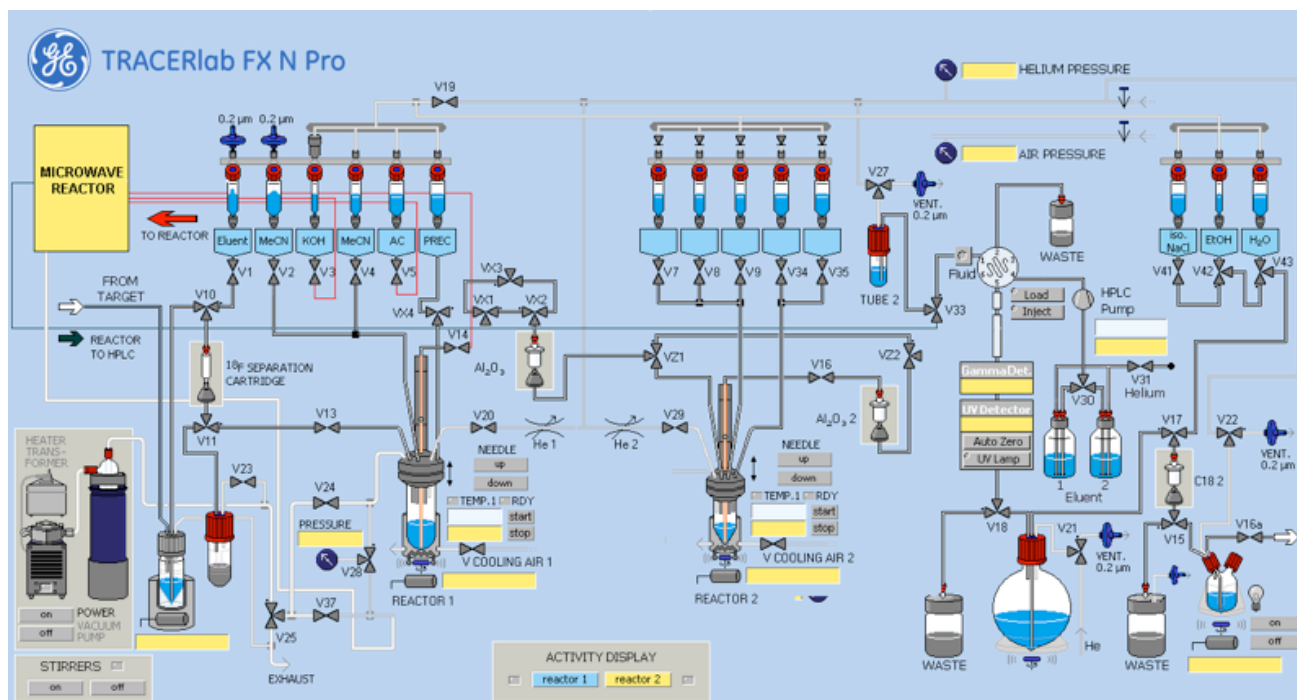 TRACERlab FX N Pro
GE
HELIUM PRESSURE
V19
0.2 µm
0.2 µm
AIR PRESSURE
MICROWAVE
REACTOR
V27
VENT.
0.2 µm
TO REACTOR
WASTE
Eluent
MeCN
KOH
MeCN
AC
PREC
iso.
NaCl
EtOH
H₂O
V1
V2
V3
V4
V5
VX3
V7
V8
V9
V34
V35
Fluid
1
2
3
4
5
6
V41
V42
V43
FROM
TARGET
V10
VX4
VX1
VX2
TUBE 2
V33
Load
Inject
HPLC
Pump
REACTOR
TO HPLC
V14
VZ1
VZ2
¹⁸F SEPARATION
CARTRIDGE
Al₂O₃
V16
GammaDet.
V31
Helium
V30
Al₂O₃ 2
UV Detector
V13
V11
V20
He 1
He 2
V29
V17
V22
Auto Zero
UV Lamp
VENT.
0.2 µm
HEATER
TRANS-
FORMER
NEEDLE
up
down
NEEDLE
up
down
V23
V24
1
2
Eluent
C18 2
TEMP.1
RDY
start
stop
TEMP.1
RDY
start
stop
PRESSURE
V18
V21
V15
V16a
VENT.
0.2 µm
V COOLING AIR 1
V COOLING AIR 2
V28
REACTOR 1
REACTOR 2
on
off
POWER
VACUUM
PUMP
V37
V25
on
off
He
WASTE
WASTE
STIRRERS
on
off
EXHAUST
ACTIVITY DISPLAY
reactor 1
reactor 2